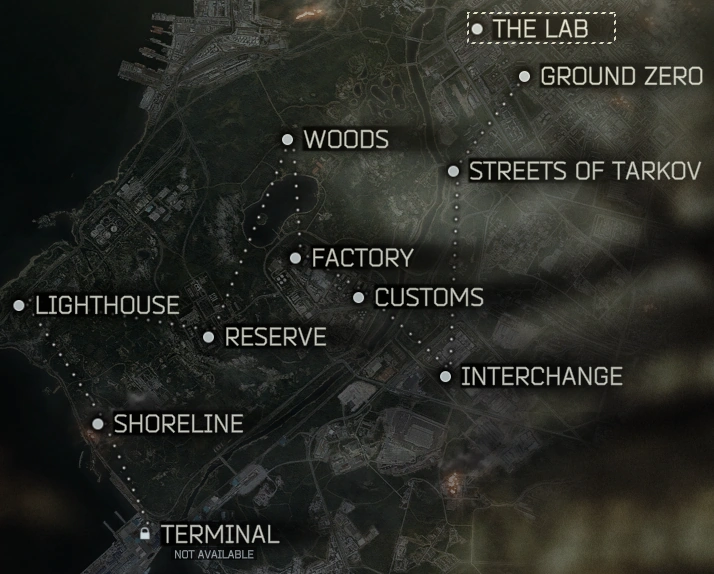 THE LAB
GROUND ZERO
WOODS
STREETS OF TARKOV
FACTORY
CUSTOMS
LIGHTHOUSE
RESERVE
INTERCHANGE
SHORELINE
TERMINAL
NOT AVAILABLE